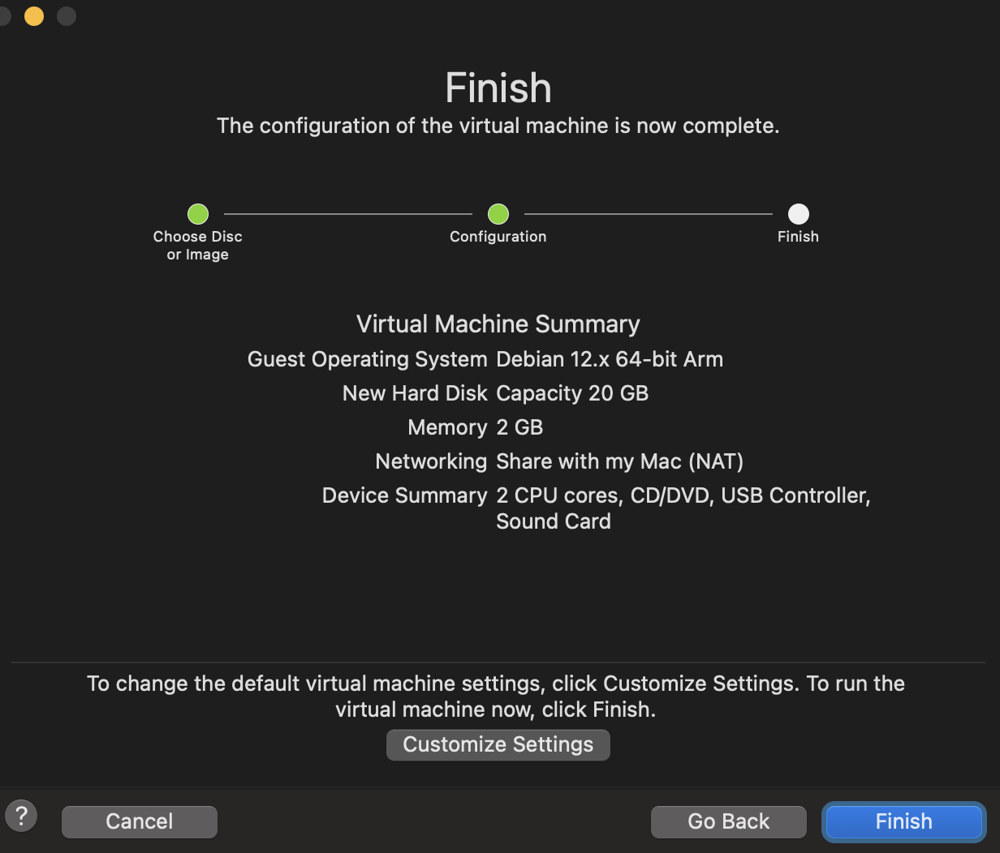 Finish
The configuration of the virtual machine is now complete.
Choose Disc
or Image
Configuration
Finish
Virtual Machine Summary
Guest Operating System Debian 12.x 64-bit Arm
New Hard Disk Capacity 20 GB
Memory 2 GB
Networking Share with my Mac (NAT)
Device Summary 2 CPU cores, CD/DVD, USB Controller,
Sound Card
To change the default virtual machine settings, click Customize Settings. To run the
virtual machine now, click Finish.
Customize Settings
?
Cancel
Go Back
Finish